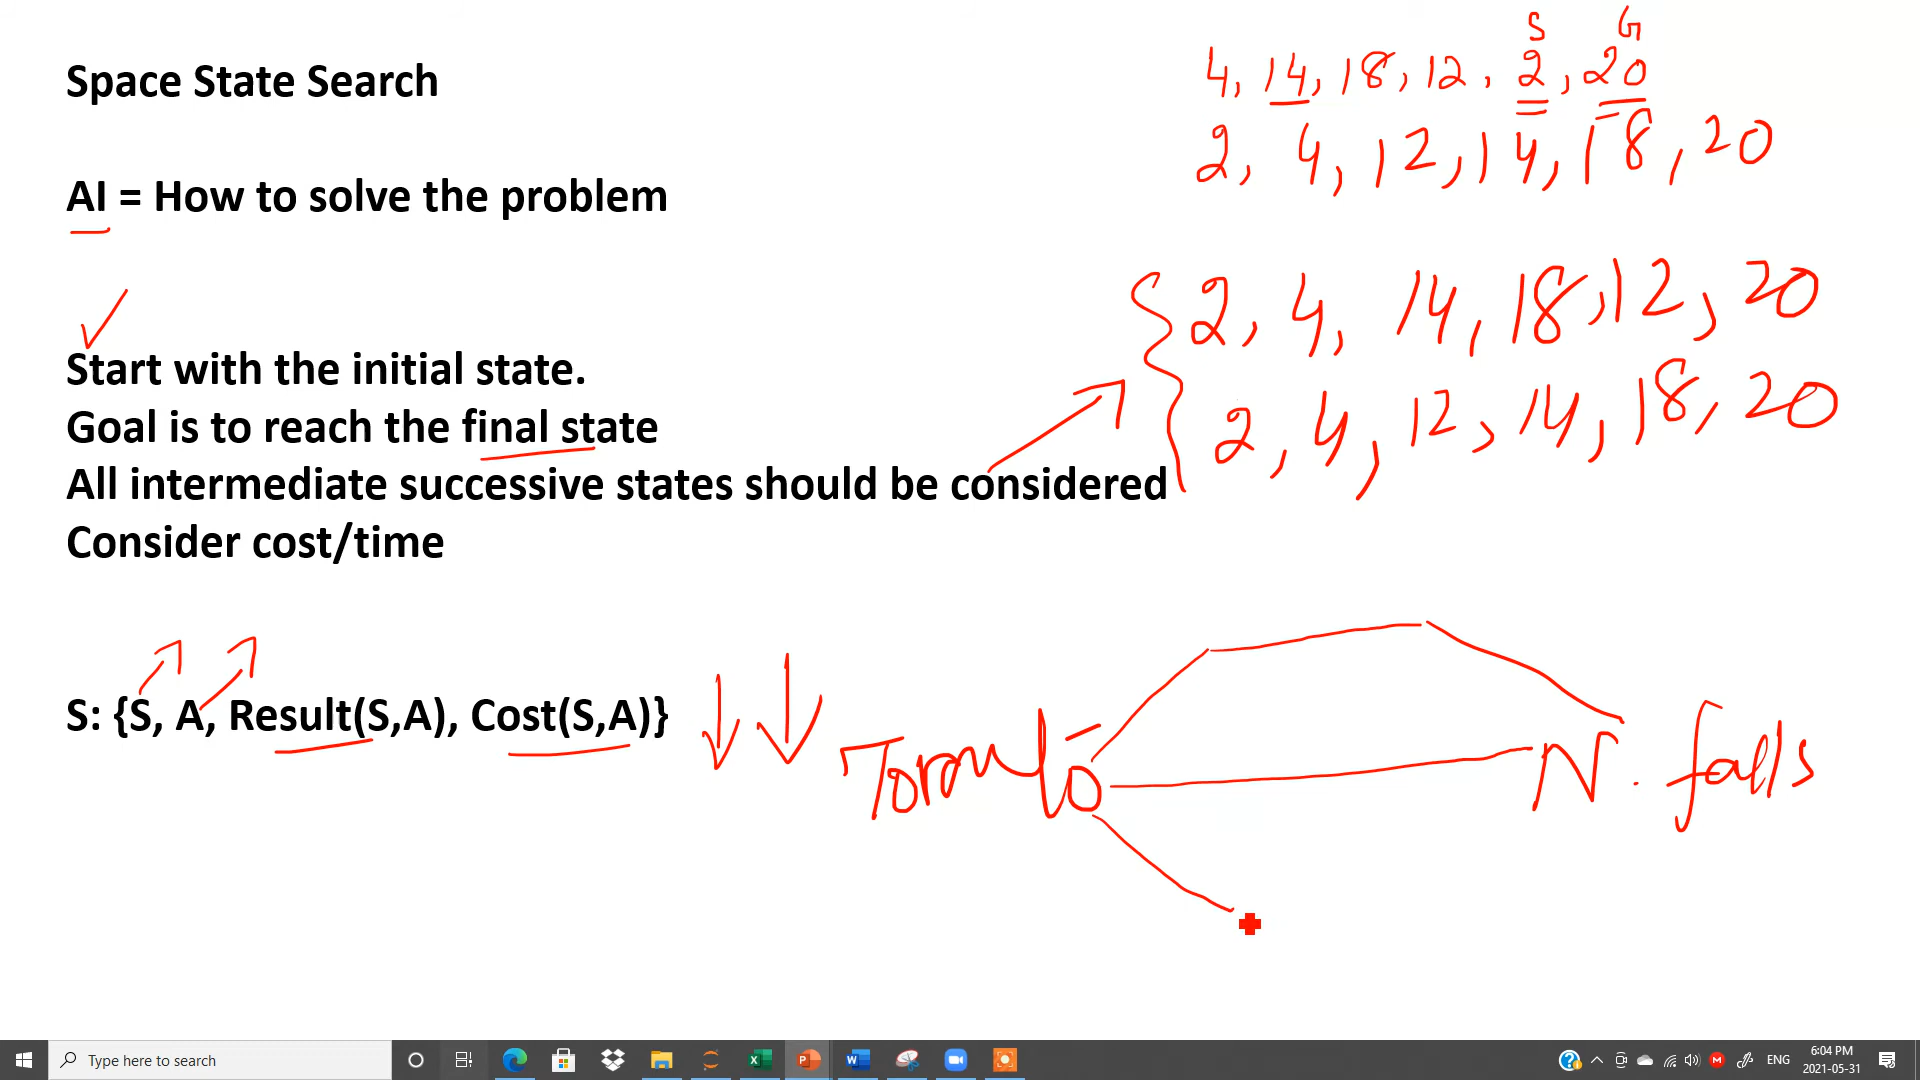 Space State Search
AI = How to solve the problem
Start with the initial state.
Goal is to reach the final state
All intermediate successive states should be considered
Consider cost/time
S: {S, A, Result(S,A), Cost(S,A)}
S G
4, 14, 18, 12, 2, 20
2, 4, 12, 14, 18, 20
2, 4, 14, 18, 12, 20
2, 4, 12, 14, 18, 20
Toronto
N. falls
Type here to search
ENG
6:04 PM
2021-05-31